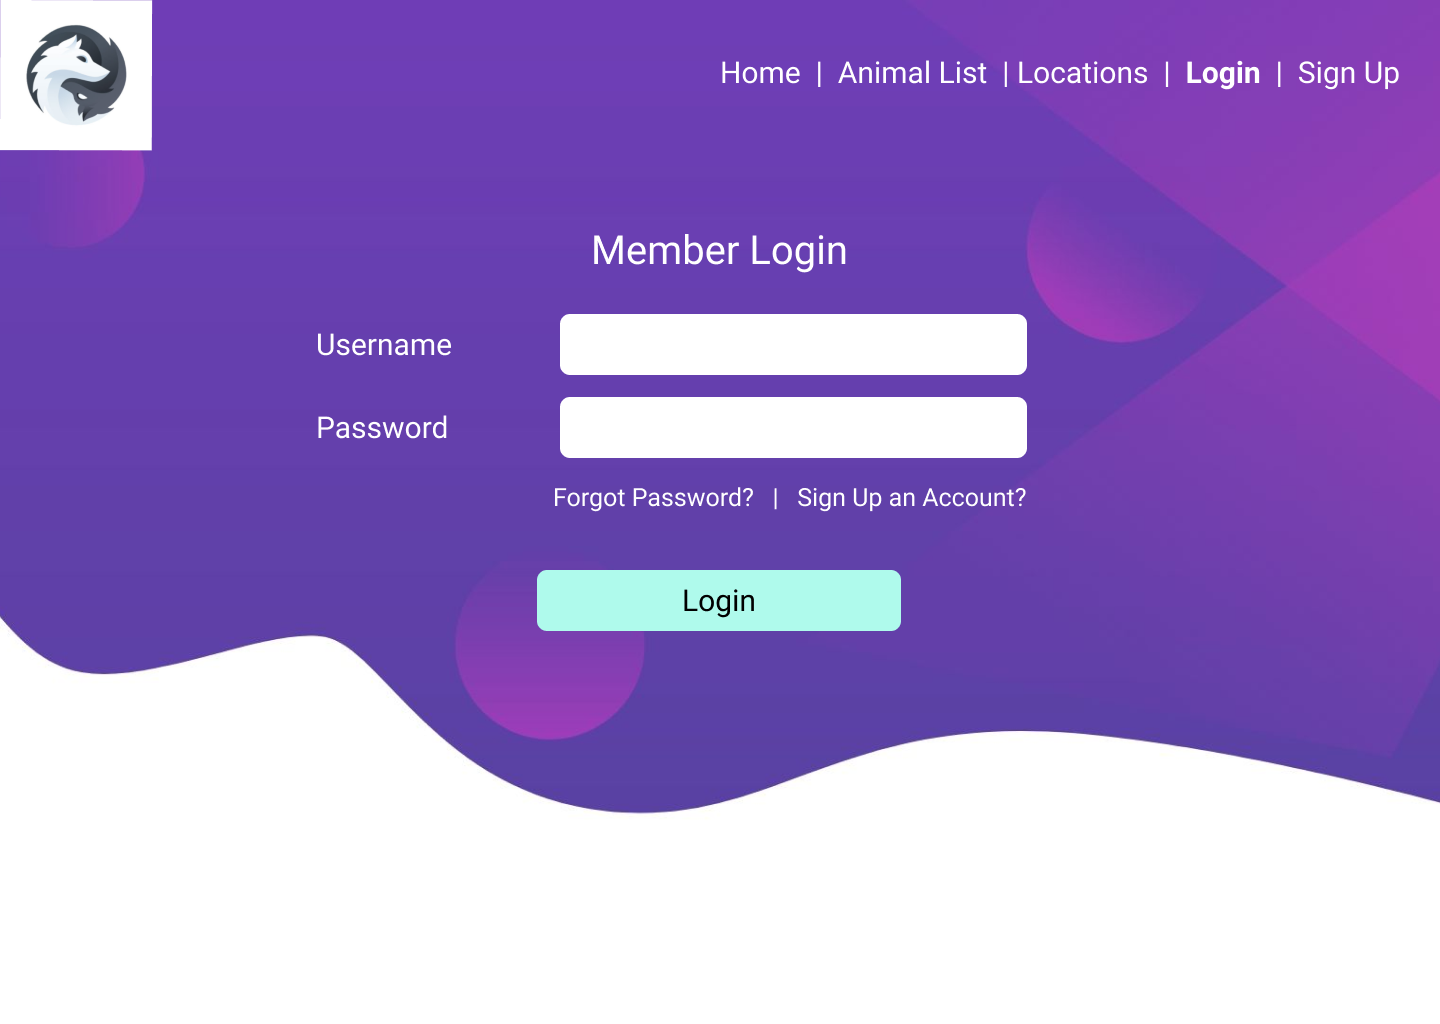 Home | Animal List | Locations | Login | Sign Up
Member Login
Username
Password
Forgot Password? | Sign Up an Account?
Login